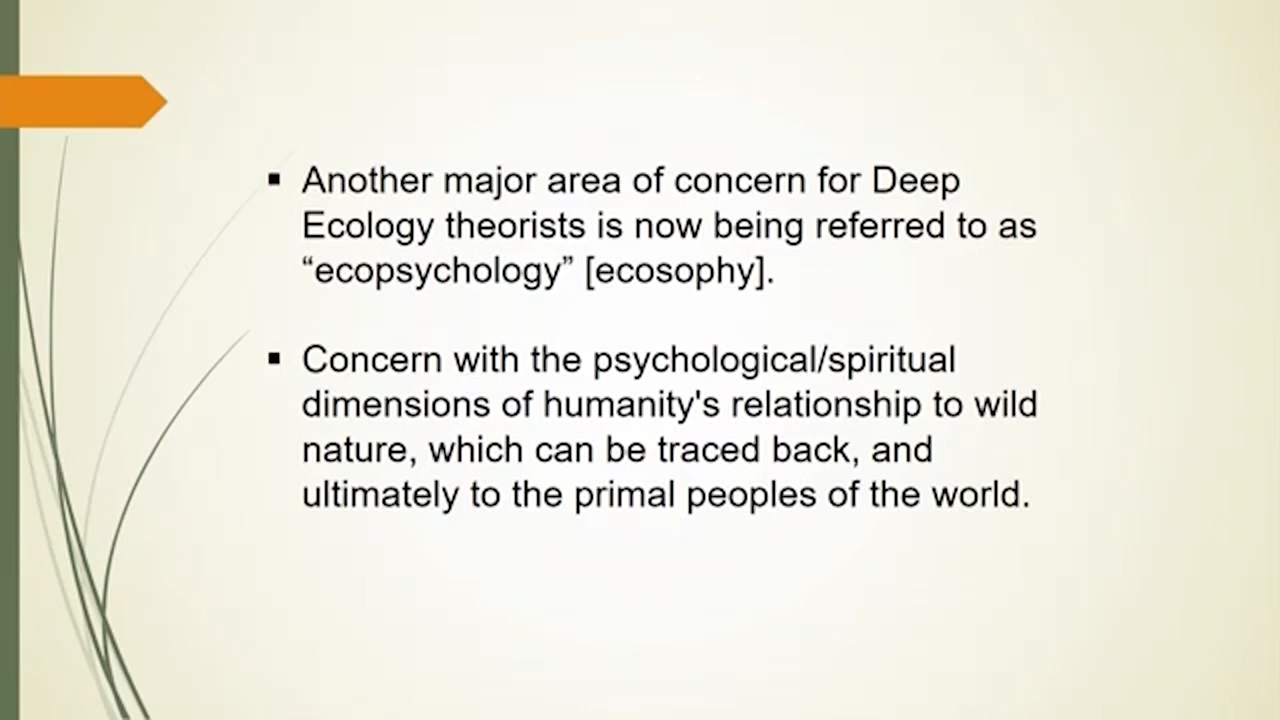 ▪ Another major area of concern for Deep
Ecology theorists is now being referred to as
“ecopsychology” [ecosophy].
▪ Concern with the psychological/spiritual
dimensions of humanity's relationship to wild
nature, which can be traced back, and
ultimately to the primal peoples of the world.